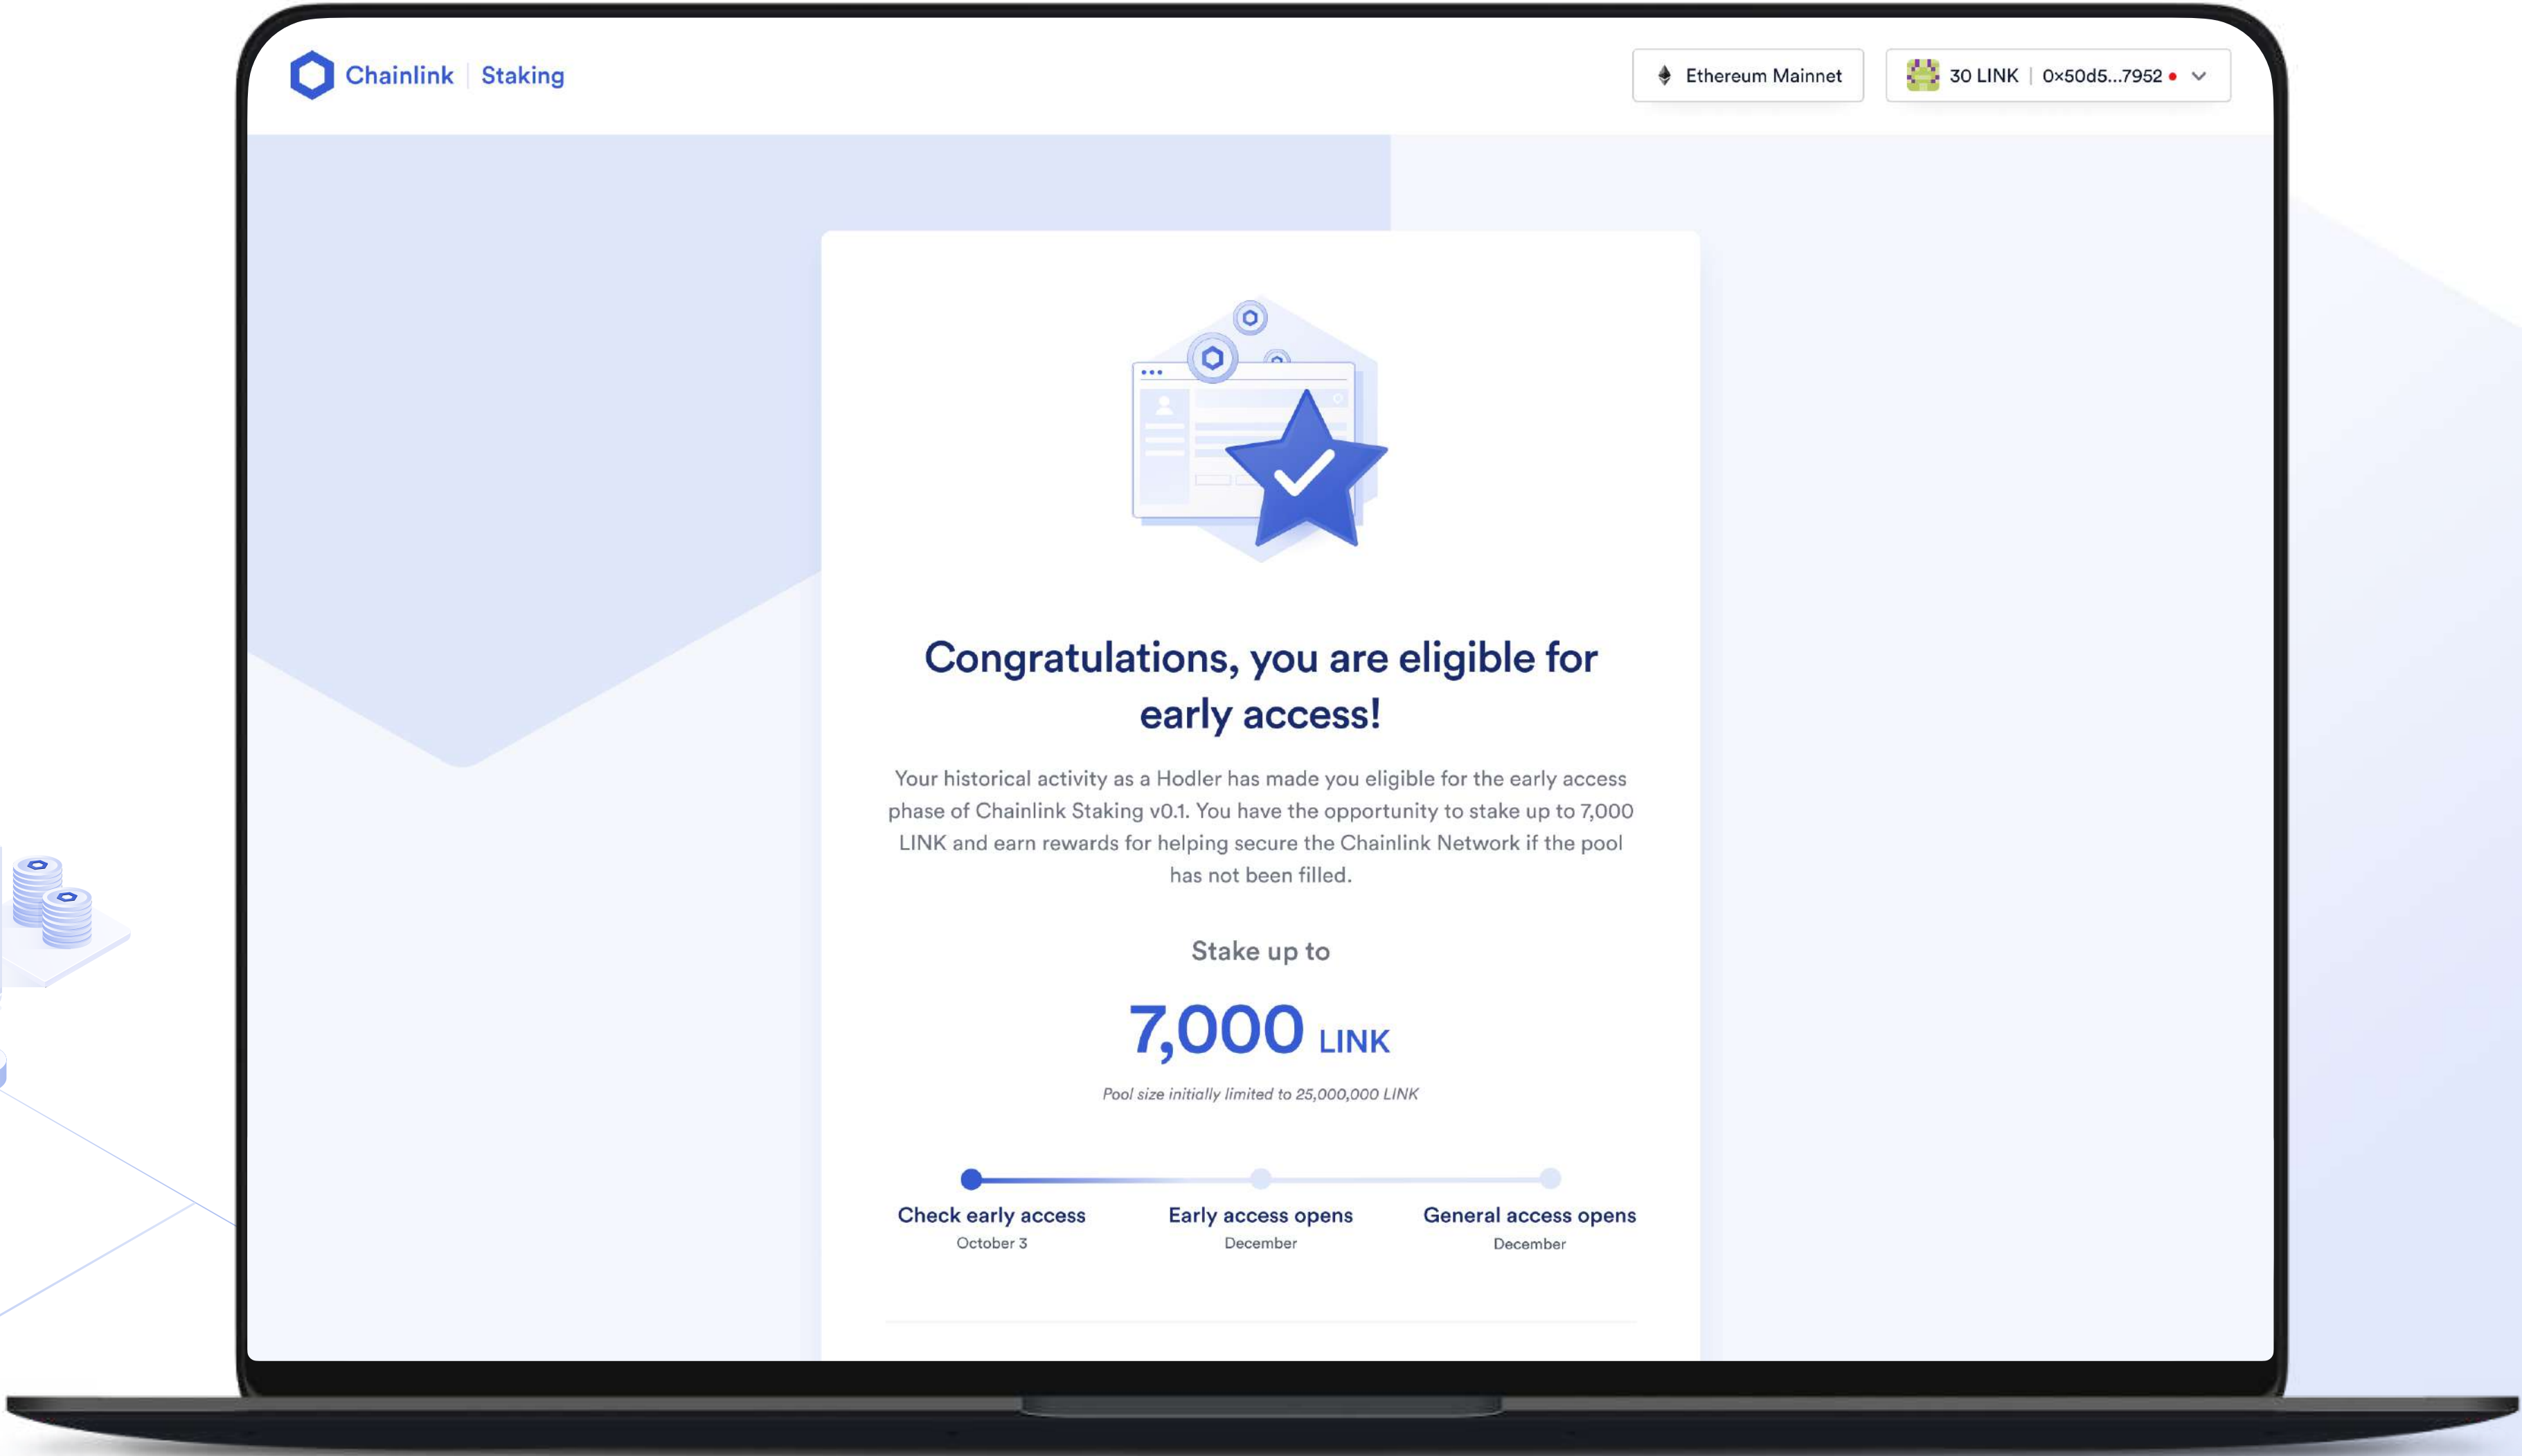 Chainlink | Staking
Ethereum Mainnet
30 LINK | 0×50d5...7952
Congratulations, you are eligible for
early access!
Your historical activity as a Hodler has made you eligible for the early access
phase of Chainlink Staking v0.1. You have the opportunity to stake up to 7,000
LINK and earn rewards for helping secure the Chainlink Network if the pool
has not been filled.
Stake up to
7,000 LINK
Pool size initially limited to 25,000,000 LINK
Check early access
October 3
Early access opens
December
General access opens
December